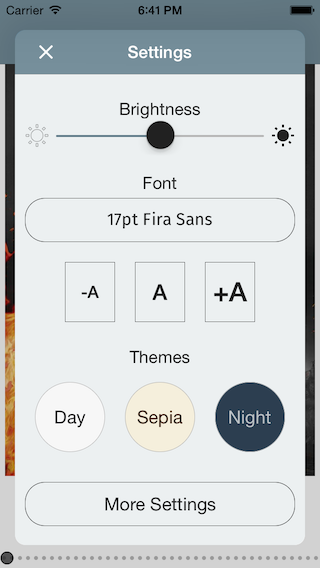 Carrier 6:41 PM
Settings
Brightness
Font
17pt Fira Sans
-A A +A
Themes
Day Sepia Night
More Settings